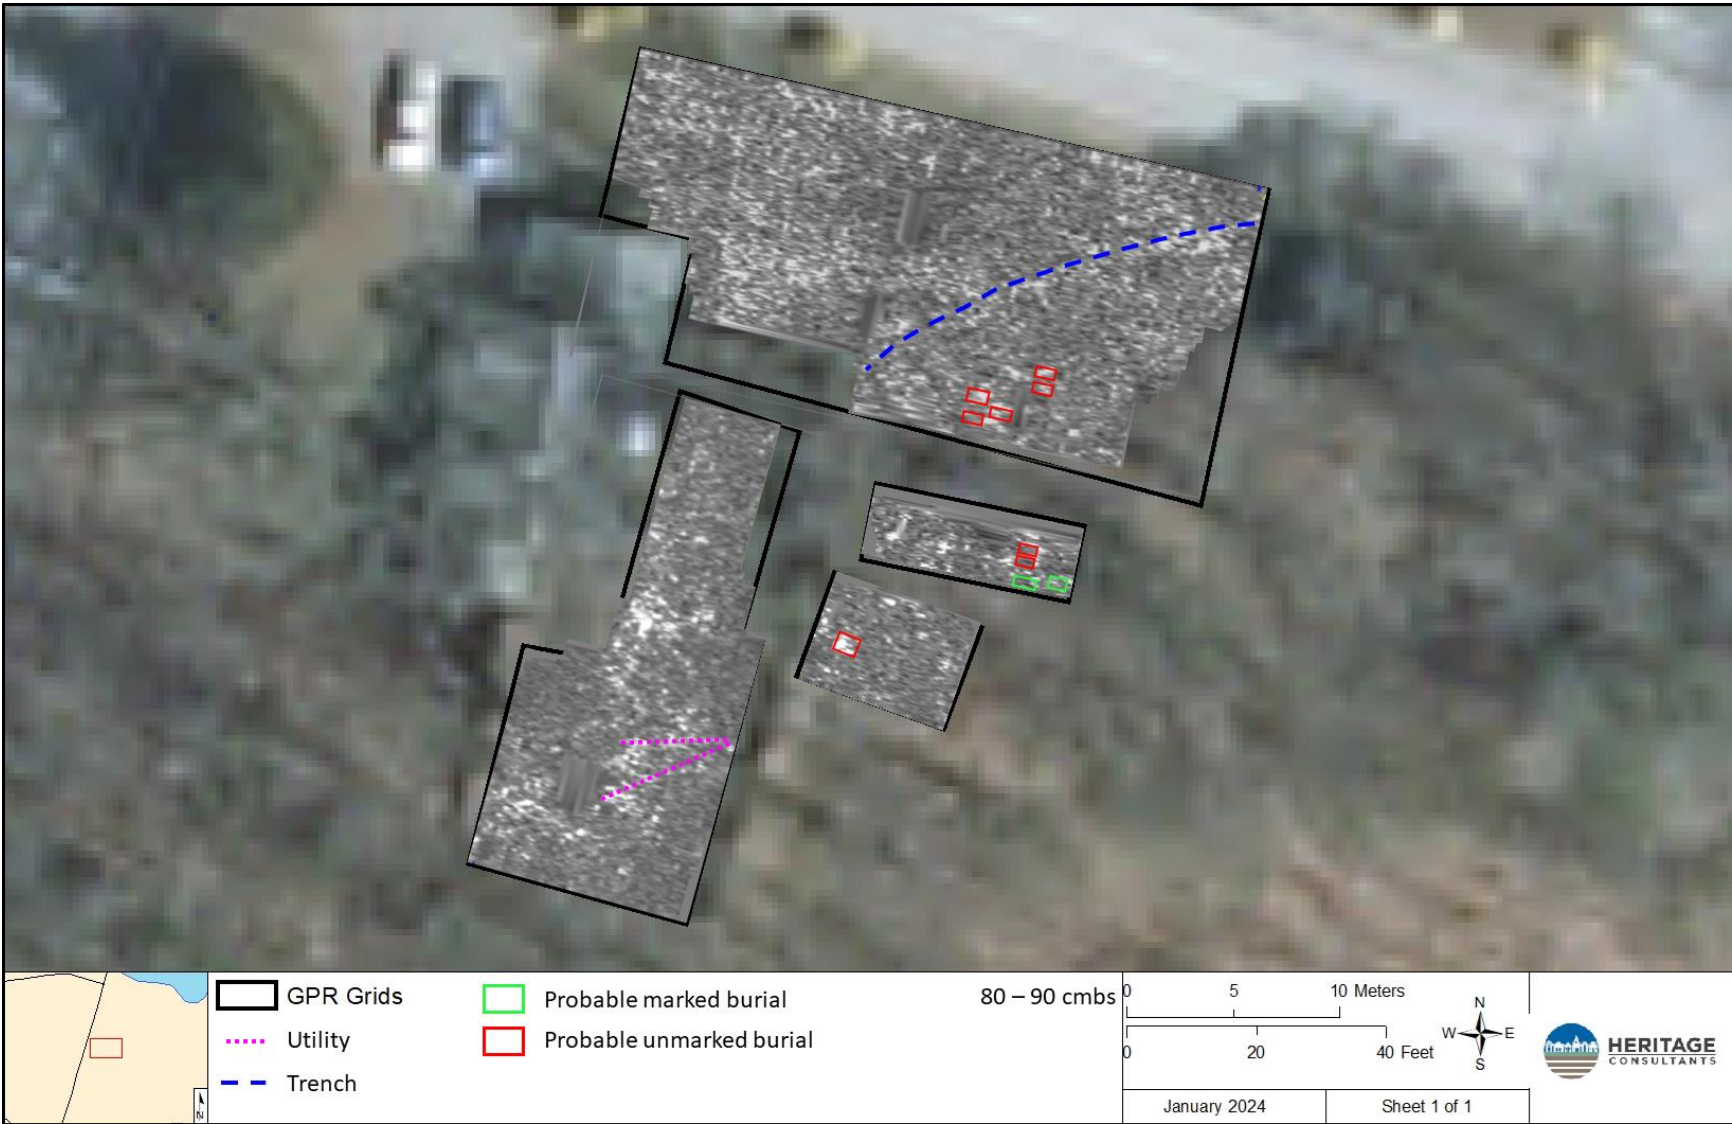 GPR Grids
Utility
Trench
Probable marked burial
Probable unmarked burial
80 – 90 cmbs
0 5 10 Meters
0 20 40 Feet
N
W E
S
January 2024
Sheet 1 of 1
HERITAGE
CONSULTANTS
N